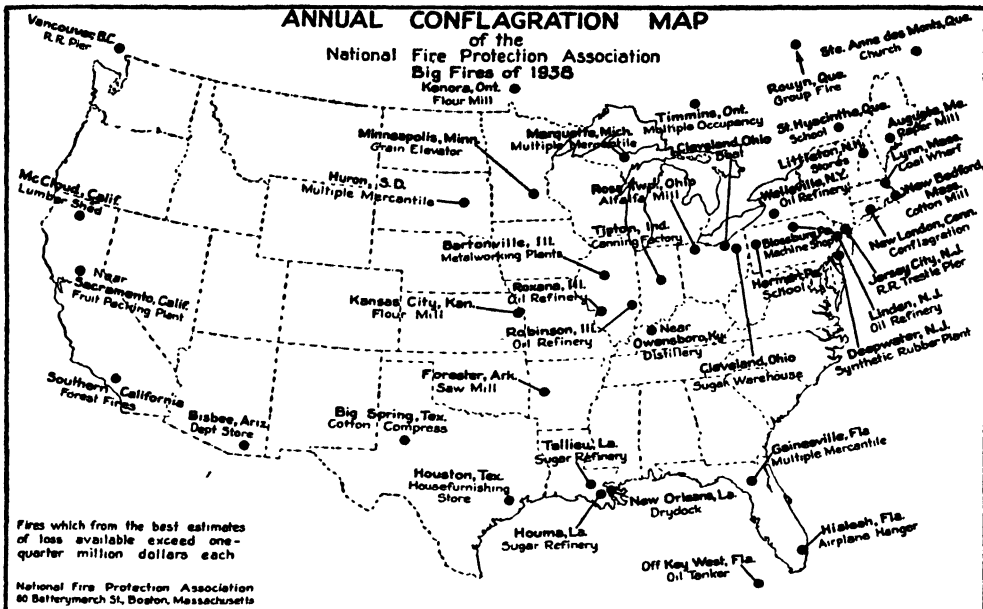 ANNUAL CONFLAGRATION MAP
of the
National Fire Protection Association
Big Fires of 1938
Vancouver, B.C.
R.R. Pier
Kenora, Ont.
Flour Mill
Timmins, Ont.
Multiple Occupancy
Rouyn, Que.
Group Fire
Ste. Anne des Monts, Que.
Church
St. Hyacinthe, Que.
School
Augusta, Me.
Paper Mill
Minneapolis, Minn.
Grain Elevator
Marquette, Mich.
Multiple Mercantile
Cleveland, Ohio
Littleton, N.H.
Stores
Lynn, Mass.
Coal Wharf
Huron, S.D.
Multiple Mercantile
Ross Twp., Ohio
Alfalfa Mill
Wellsville, N.Y.
Oil Refinery
New Bedford,
Mass.
Cotton Mill
McCloud, Calif.
Lumber Shed
Tipton, Ind.
Canning Factory
Blossburg, Pa.
Machine Shop
New London, Conn.
Conflagration
Bartonville, Ill.
Metalworking Plants
School
Jersey City, N.J.
R.R. Trestle Pier
Near
Sacramento, Calif.
Fruit Packing Plant
Kansas City, Kan.
Flour Mill
Roxana, Ill.
Oil Refinery
Robinson, Ill.
Oil Refinery
Near
Owensboro, Ky.
Distillery
Linden, N.J.
Oil Refinery
Deepwater, N.J.
Synthetic Rubber Plant
Cleveland, Ohio
Sugar Warehouse
Southern California
Forest Fires
Forester, Ark.
Saw Mill
Bisbee, Ariz.
Dept Store
Big Spring, Tex.
Cotton Compress
Tallieu, La.
Sugar Refinery
Gainesville, Fla
Multiple Mercantile
Houston, Tex.
Housefurnishing
Store
New Orleans, La.
Drydock
Houma, La.
Sugar Refinery
Hialeah, Fla.
Airplane Hangar
Off Key West, Fla.
Oil Tanker
Fires which from the best estimates
of loss available exceed one-
quarter million dollars each
National Fire Protection Association
60 Batterymarch St., Boston, Massachusetts